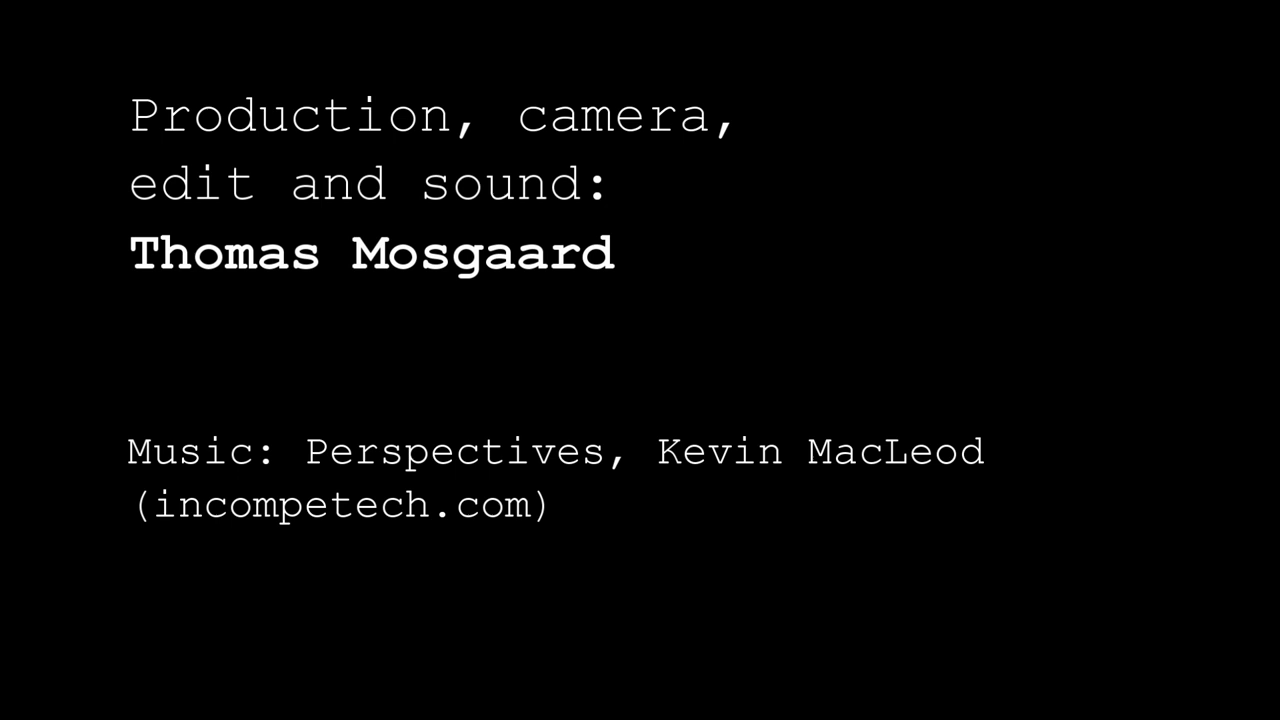 Production, camera,
edit and sound:
Thomas Mosgaard
Music: Perspectives, Kevin MacLeod
(incompetech.com)